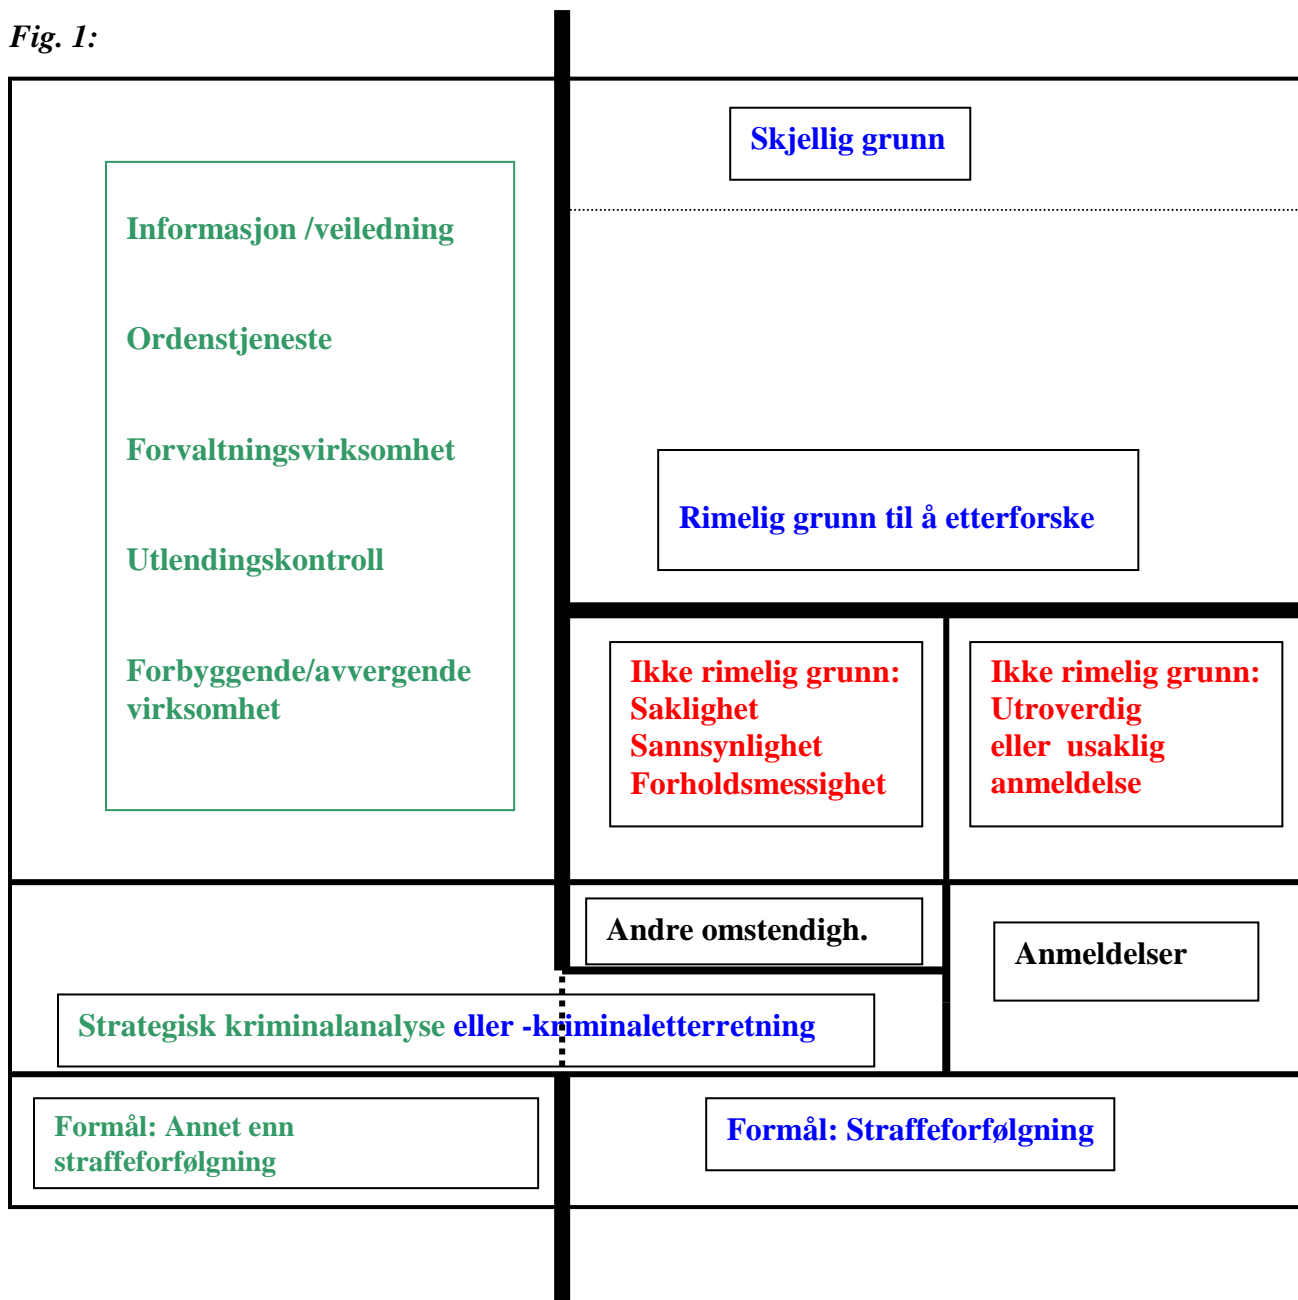 Fig. 1:
Skjellig grunn
Informasjon /veiledning
Ordenstjeneste
Forvaltningsvirksomhet
Rimelig grunn til å etterforske
Utlendingskontroll
Forbyggende/avvergende
virksomhet
Ikke rimelig grunn:
Saklighet
Sannsynlighet
Forholdsmessighet
Ikke rimelig grunn:
Utroverdig
eller usaklig
anmeldelse
Andre omstendigh.
Anmeldelser
Strategisk kriminalanalyse eller -kriminaletterretning
Formål: Annet enn
straffeforfølgning
Formål: Straffeforfølgning